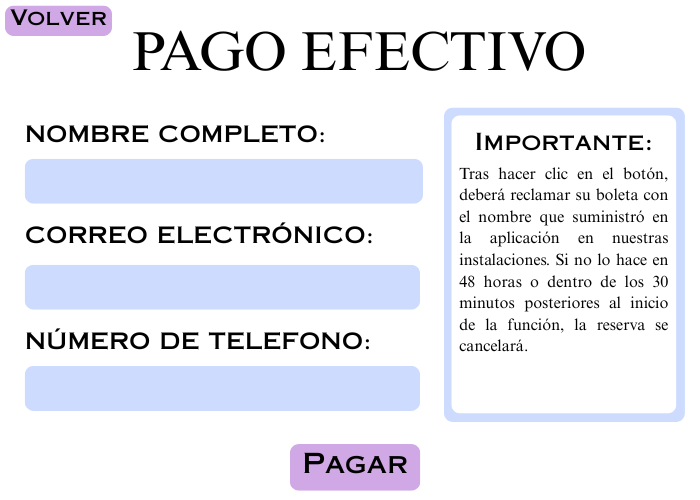 VOLVER
PAGO EFECTIVO
NOMBRE COMPLETO:
CORREO ELECTRÓNICO:
NÚMERO DE TELEFONO:
IMPORTANTE:
Tras hacer clic en el botón,
deberá reclamar su boleta con
el nombre que suministró en
la aplicación en nuestras
instalaciones. Si no lo hace en
48 horas o dentro de los 30
minutos posteriores al inicio
de la función, la reserva se
cancelará.
PAGAR